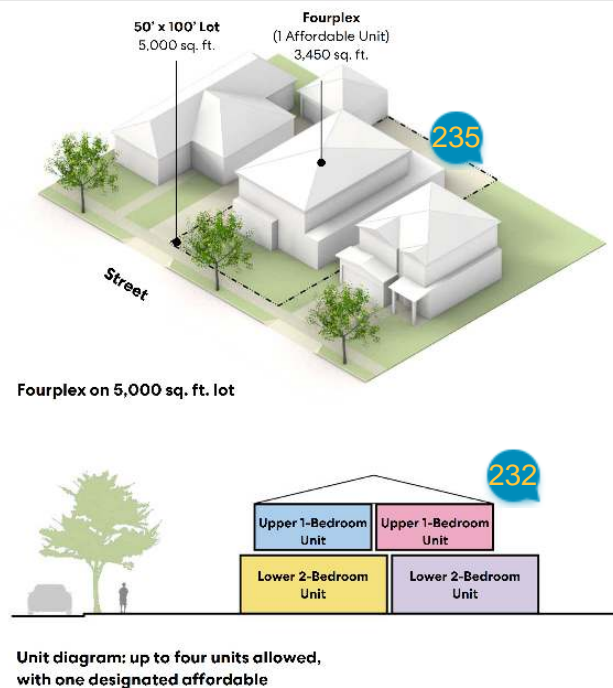 50' x 100' Lot
5,000 sq. ft.
Fourplex
(1 Affordable Unit)
3,450 sq. ft.
235
Street
Fourplex on 5,000 sq. ft. lot
232
Upper 1-Bedroom
Unit
Upper 1-Bedroom
Unit
Lower 2-Bedroom
Unit
Lower 2-Bedroom
Unit
Unit diagram: up to four units allowed,
with one designated affordable